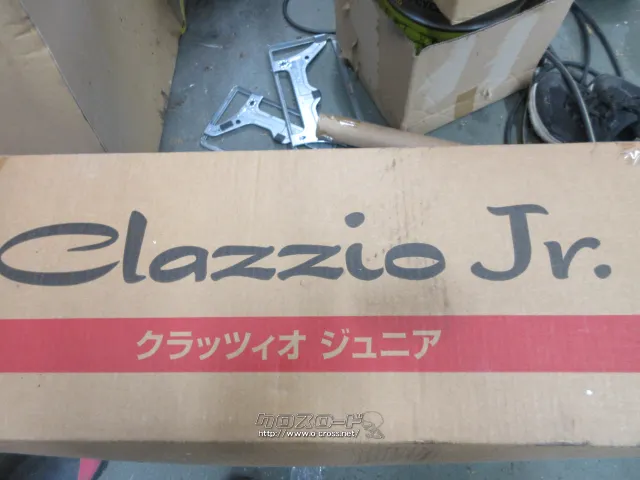 Clazzio Jr.
クラッツィオ ジュニア
クロスロード
http://www.o-cross.net/